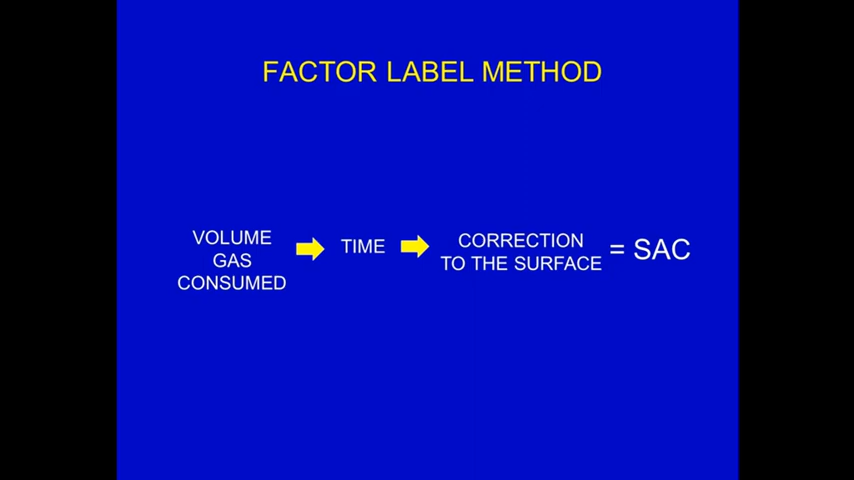 FACTOR LABEL METHOD
VOLUME
GAS
CONSUMED
TIME
CORRECTION
TO THE SURFACE
= SAC